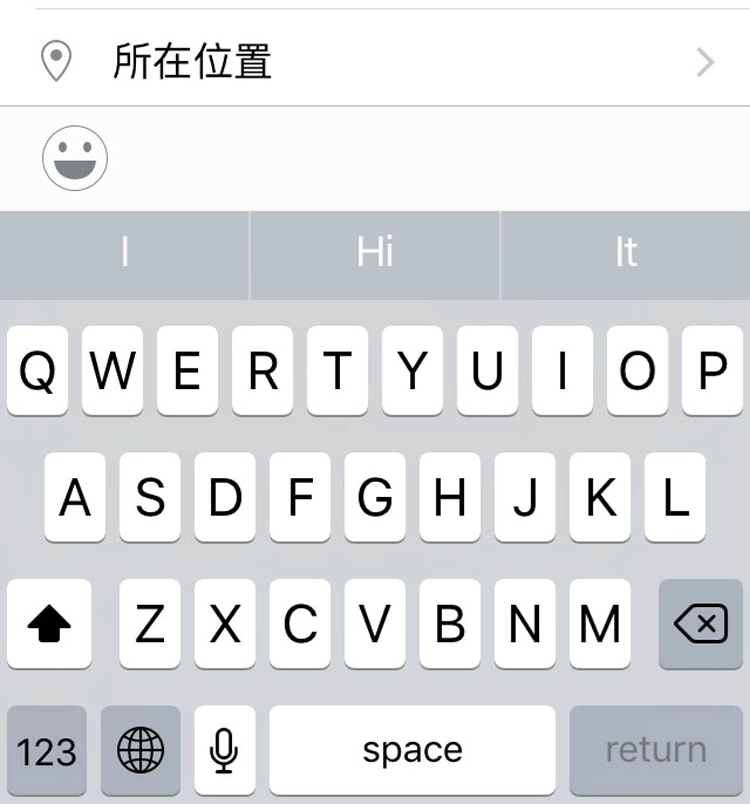 所在位置
I Hi It
Q W E R T Y U I O P
A S D F G H J K L
Z X C V B N M
123 space return